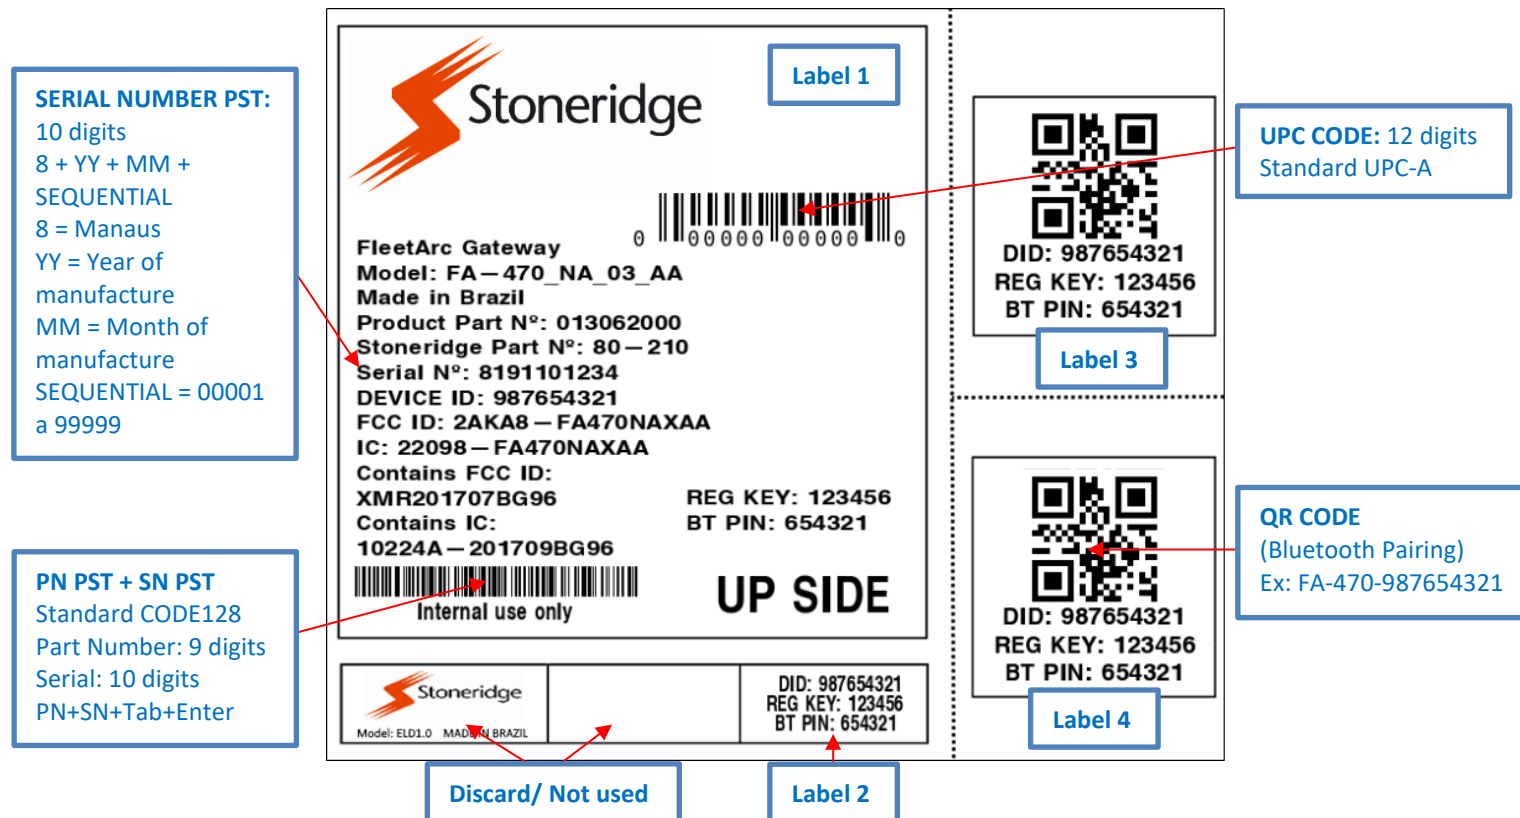 SERIAL NUMBER PST:
10 digits
8 + YY + MM +
SEQUENTIAL
8 = Manaus
YY = Year of
manufacture
MM = Month of
manufacture
SEQUENTIAL = 00001
a 99999
PN PST + SN PST
Standard CODE128
Part Number: 9 digits
Serial: 10 digits
PN+SN+Tab+Enter
Stoneridge
Label 1
0 00000 00000 0
FleetArc Gateway
Model: FA–470_NA_03_AA
Made in Brazil
Product Part Nº: 013062000
Stoneridge Part Nº: 80–210
Serial Nº: 8191101234
DEVICE ID: 987654321
FCC ID: 2AKA8–FA470NAXAA
IC: 22098–FA470NAXAA
Contains FCC ID:
XMR201707BG96
Contains IC:
10224A–201709BG96
REG KEY: 123456
BT PIN: 654321
Internal use only
UP SIDE
Stoneridge
Model: ELD1.0 MADE IN BRAZIL
DID: 987654321
REG KEY: 123456
BT PIN: 654321
Discard/ Not used
Label 2
DID: 987654321
REG KEY: 123456
BT PIN: 654321
Label 3
DID: 987654321
REG KEY: 123456
BT PIN: 654321
Label 4
UPC CODE: 12 digits
Standard UPC-A
QR CODE
(Bluetooth Pairing)
Ex: FA-470-987654321